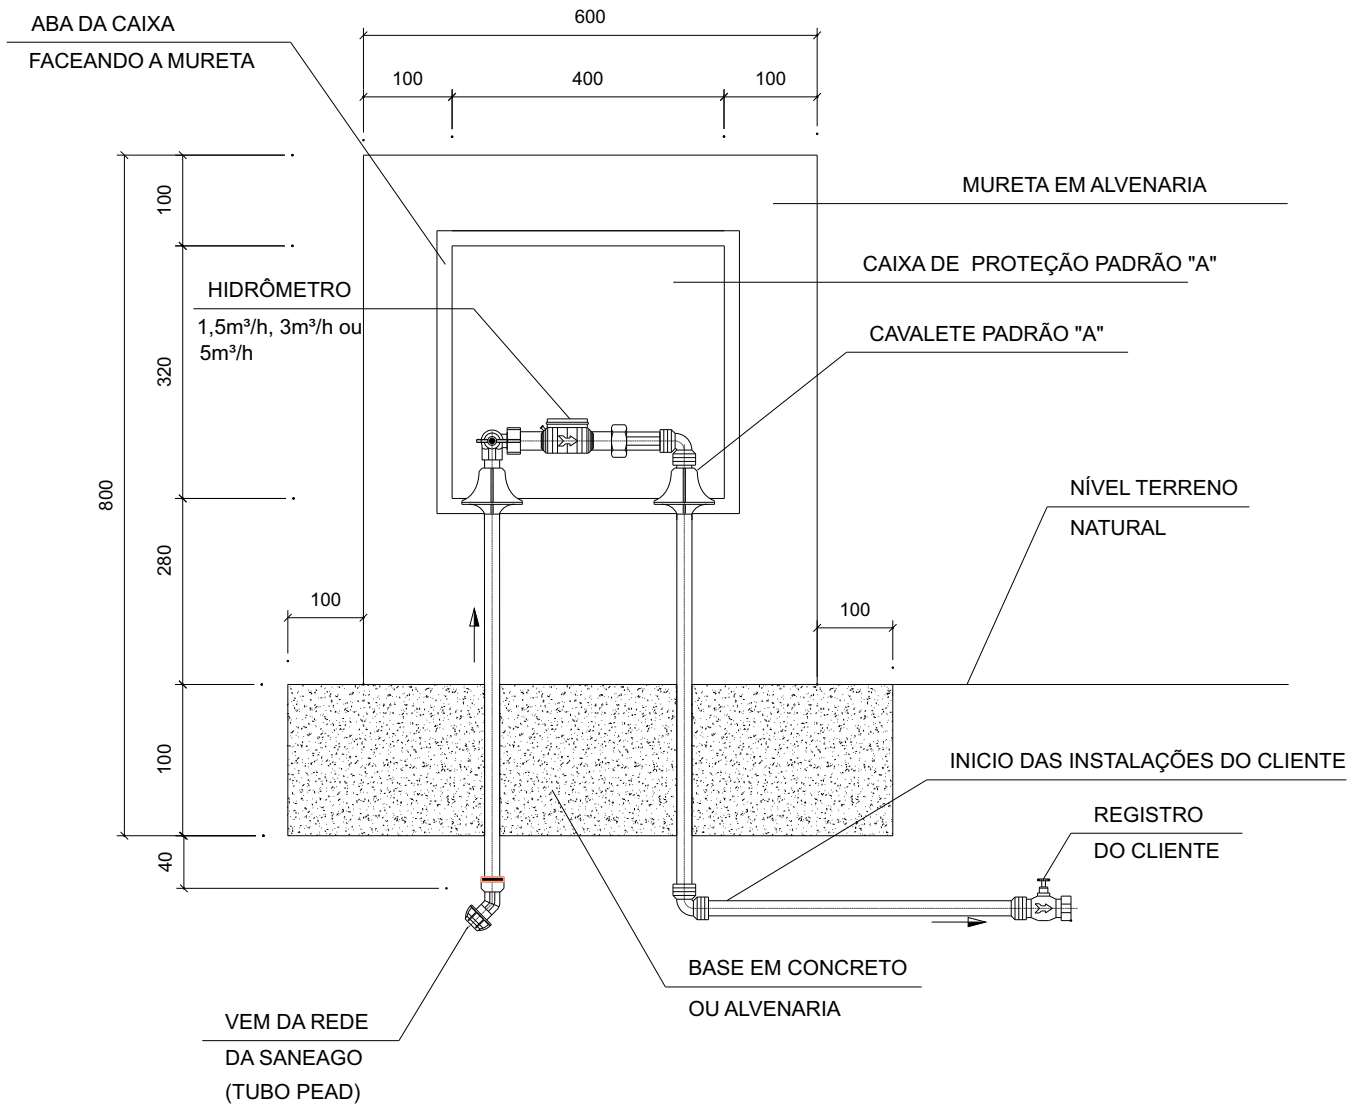 ABA DA CAIXA
FACEANDO A MURETA
600
100
400
100
MURETA EM ALVENARIA
100
CAIXA DE PROTEÇÃO PADRÃO "A"
HIDRÔMETRO
1,5m³/h, 3m³/h ou
5m³/h
CAVALETE PADRÃO "A"
320
800
NÍVEL TERRENO
NATURAL
280
100
100
100
INICIO DAS INSTALAÇÕES DO CLIENTE
REGISTRO
DO CLIENTE
40
BASE EM CONCRETO
OU ALVENARIA
VEM DA REDE
DA SANEAGO
(TUBO PEAD)